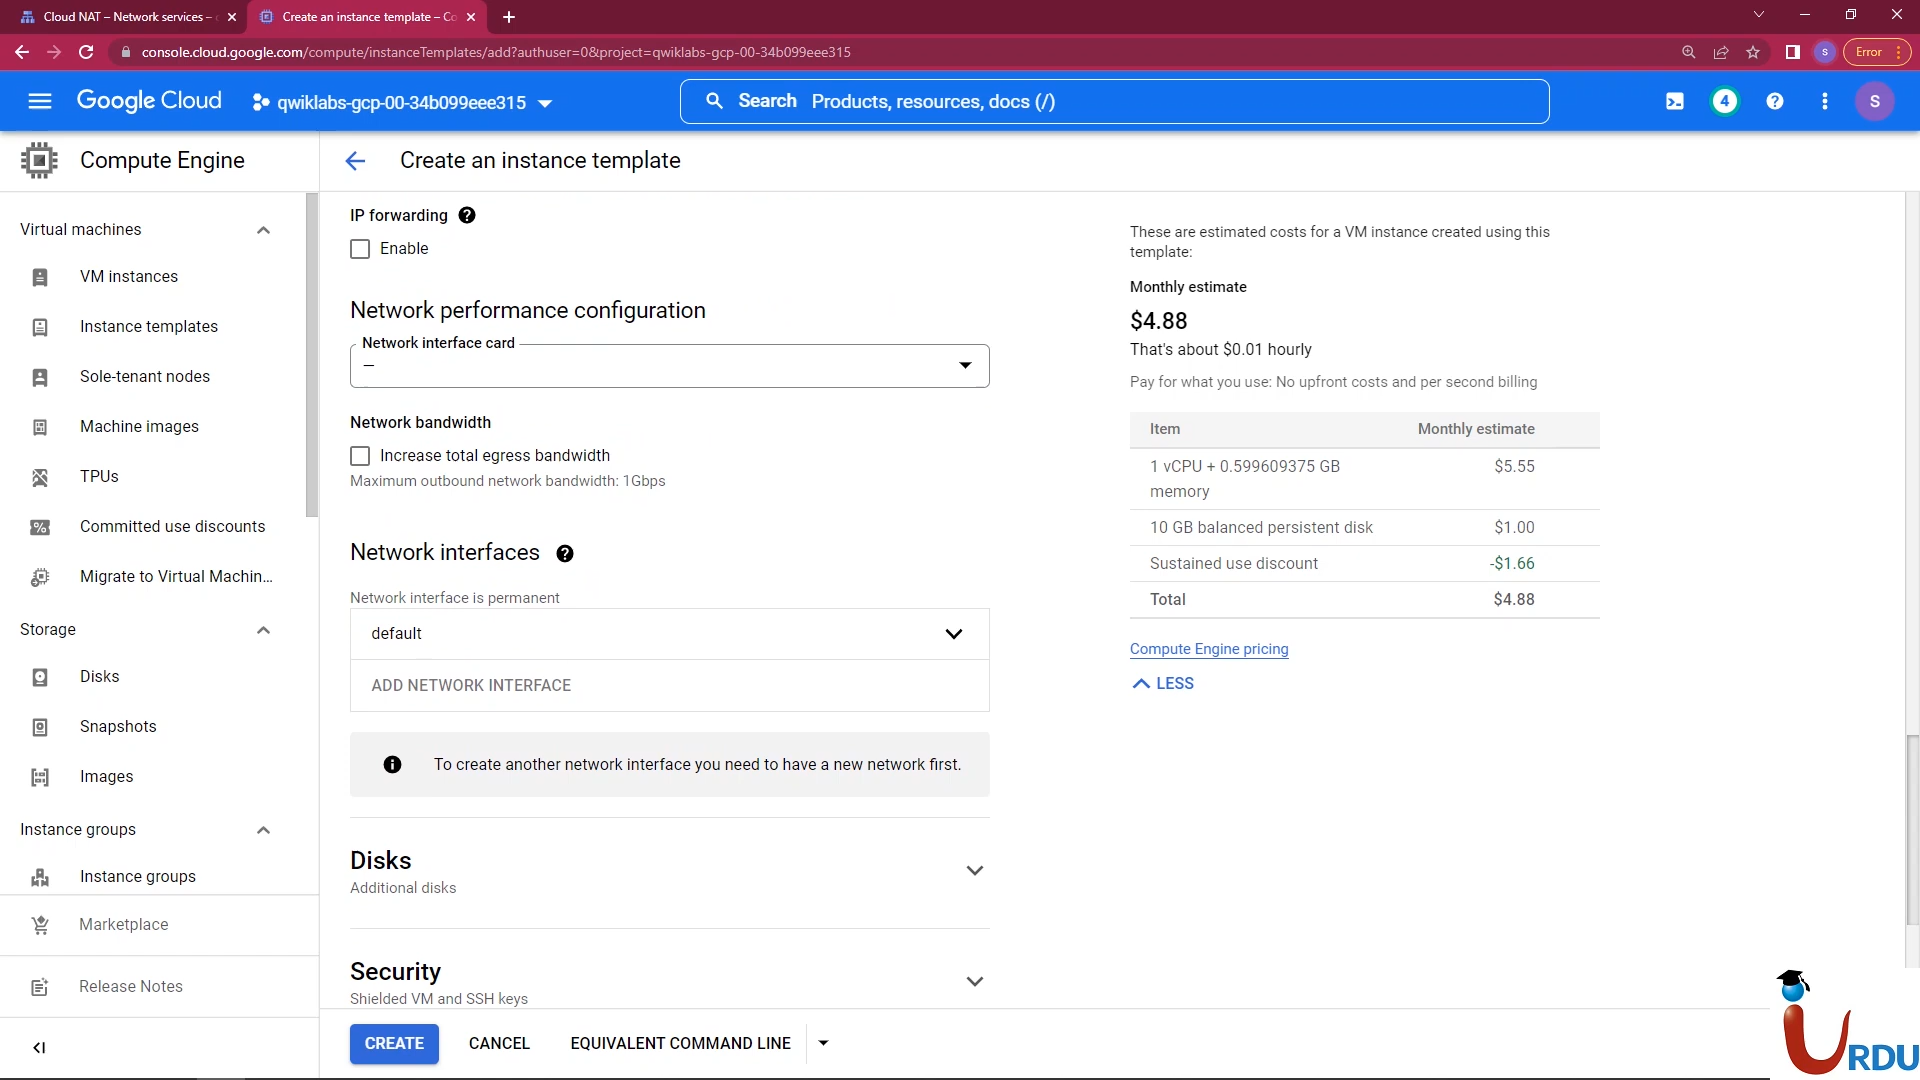 Cloud NAT – Network services –
Create an instance template – Co
console.cloud.google.com/compute/instanceTemplates/add?authuser=0&project=qwiklabs-gcp-00-34b099eee315
S
Error
Google Cloud
qwiklabs-gcp-00-34b099eee315
Search Products, resources, docs (/)
4
S
Compute Engine
Create an instance template
Virtual machines
VM instances
Instance templates
Sole-tenant nodes
Machine images
TPUs
Committed use discounts
Migrate to Virtual Machin...
Storage
Disks
Snapshots
Images
Instance groups
Instance groups
Marketplace
Release Notes
IP forwarding
Enable
Network performance configuration
Network interface card
–
Network bandwidth
Increase total egress bandwidth
Maximum outbound network bandwidth: 1Gbps
Network interfaces
Network interface is permanent
default
ADD NETWORK INTERFACE
To create another network interface you need to have a new network first.
Disks
Additional disks
Security
Shielded VM and SSH keys
CREATE
CANCEL
EQUIVALENT COMMAND LINE
These are estimated costs for a VM instance created using this
template:
Monthly estimate
$4.88
That's about $0.01 hourly
Pay for what you use: No upfront costs and per second billing
Item Monthly estimate
1 vCPU + 0.599609375 GB
memory $5.55
10 GB balanced persistent disk $1.00
Sustained use discount -$1.66
Total $4.88
Compute Engine pricing
LESS
iURDU